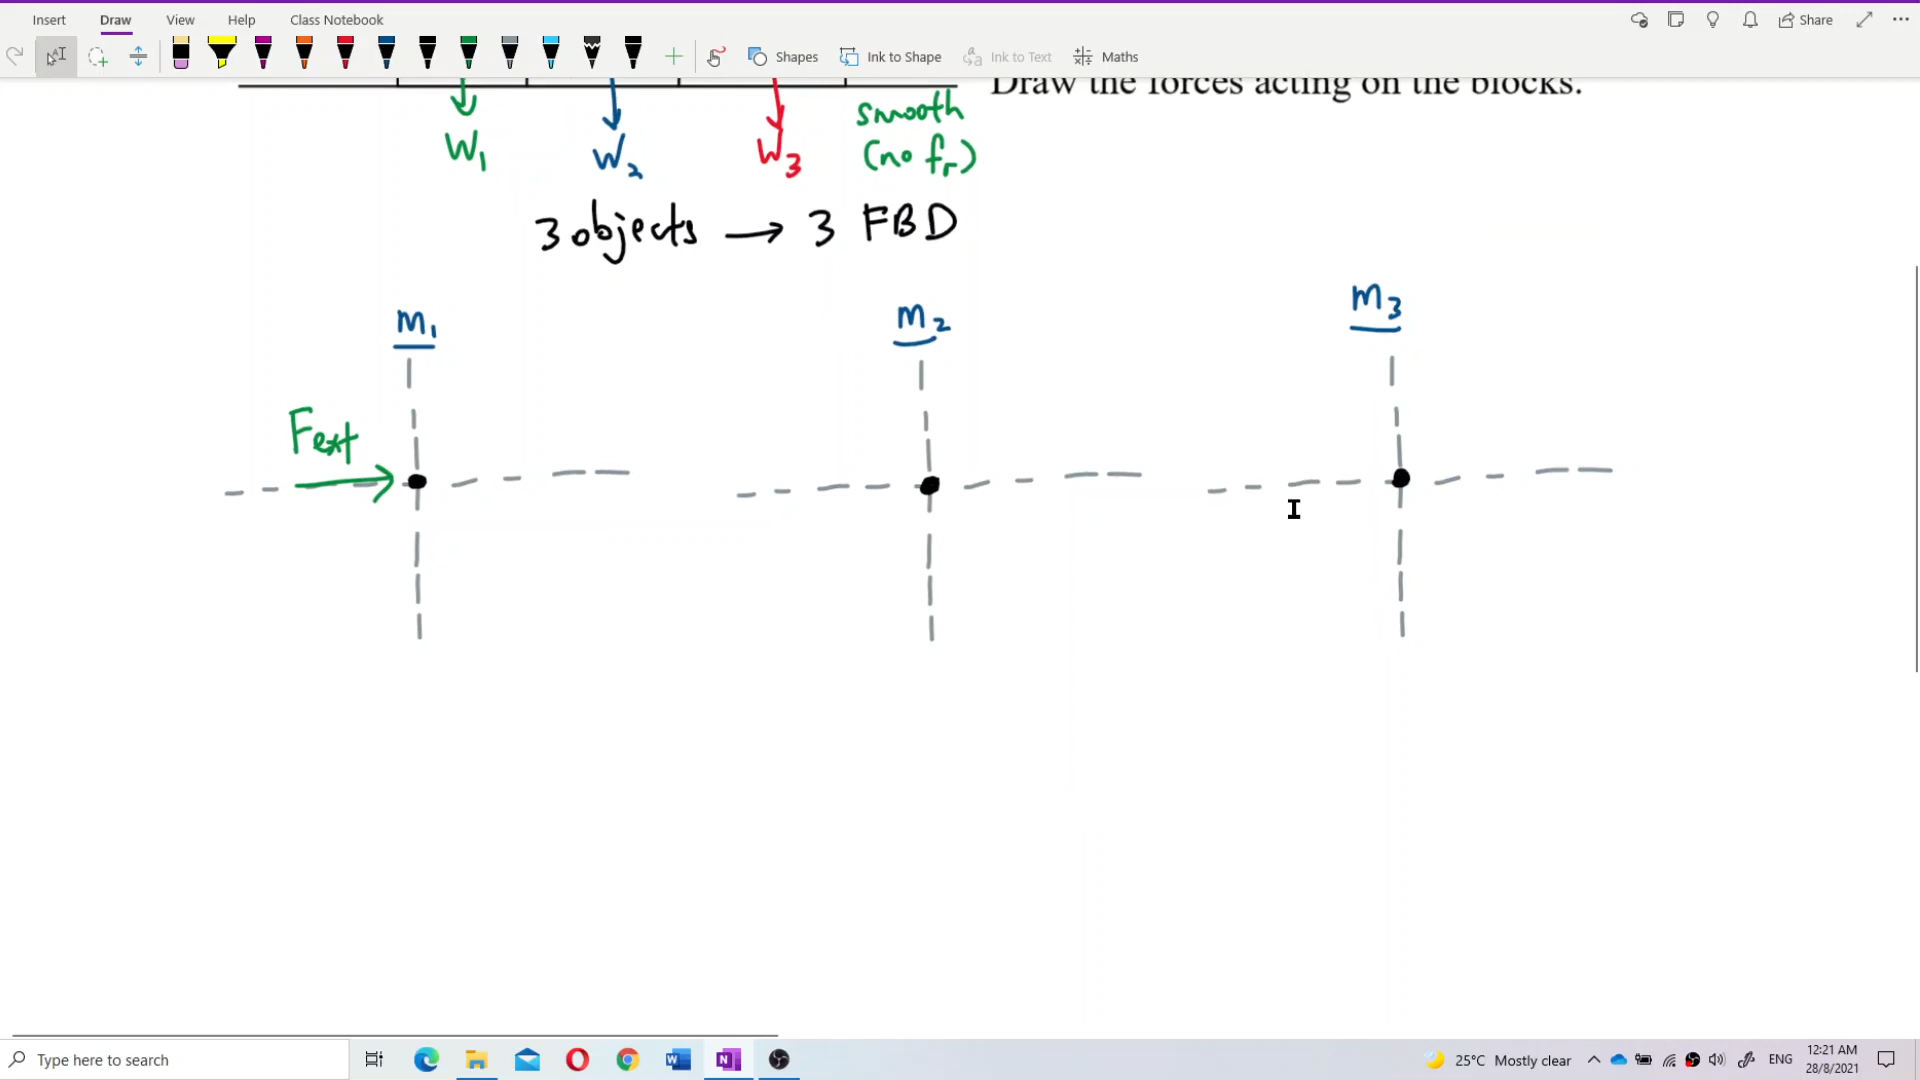 Insert Draw View Help Class Notebook Share
Shapes Ink to Shape Ink to Text Maths
Draw the forces acting on the blocks.
smooth
(no fr)
W1 W2 W3
3 objects → 3 FBD
m1 m2 m3
Fext
Type here to search
25°C Mostly clear ENG 12:21 AM
28/8/2021